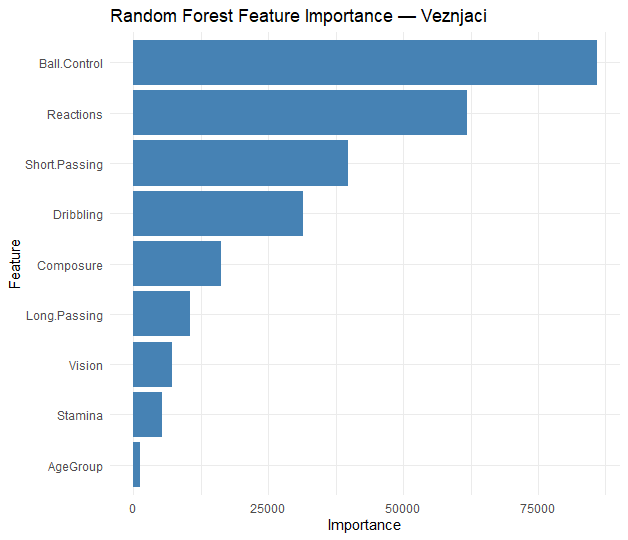 Random Forest Feature Importance — Veznjaci
Feature
Ball.Control
Reactions
Short.Passing
Dribbling
Composure
Long.Passing
Vision
Stamina
AgeGroup
0 25000 50000 75000
Importance